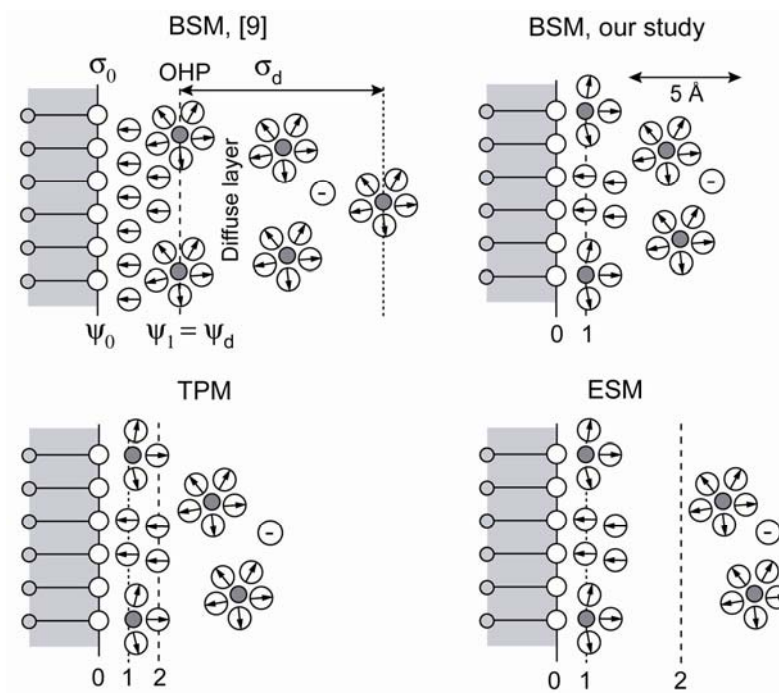 BSM, [9]
σ0
OHP
σd
Diffuse layer
-
ψ0
ψ1 = ψd
BSM, our study
5 Å
-
0 1
TPM
-
0 1 2
ESM
-
0 1 2